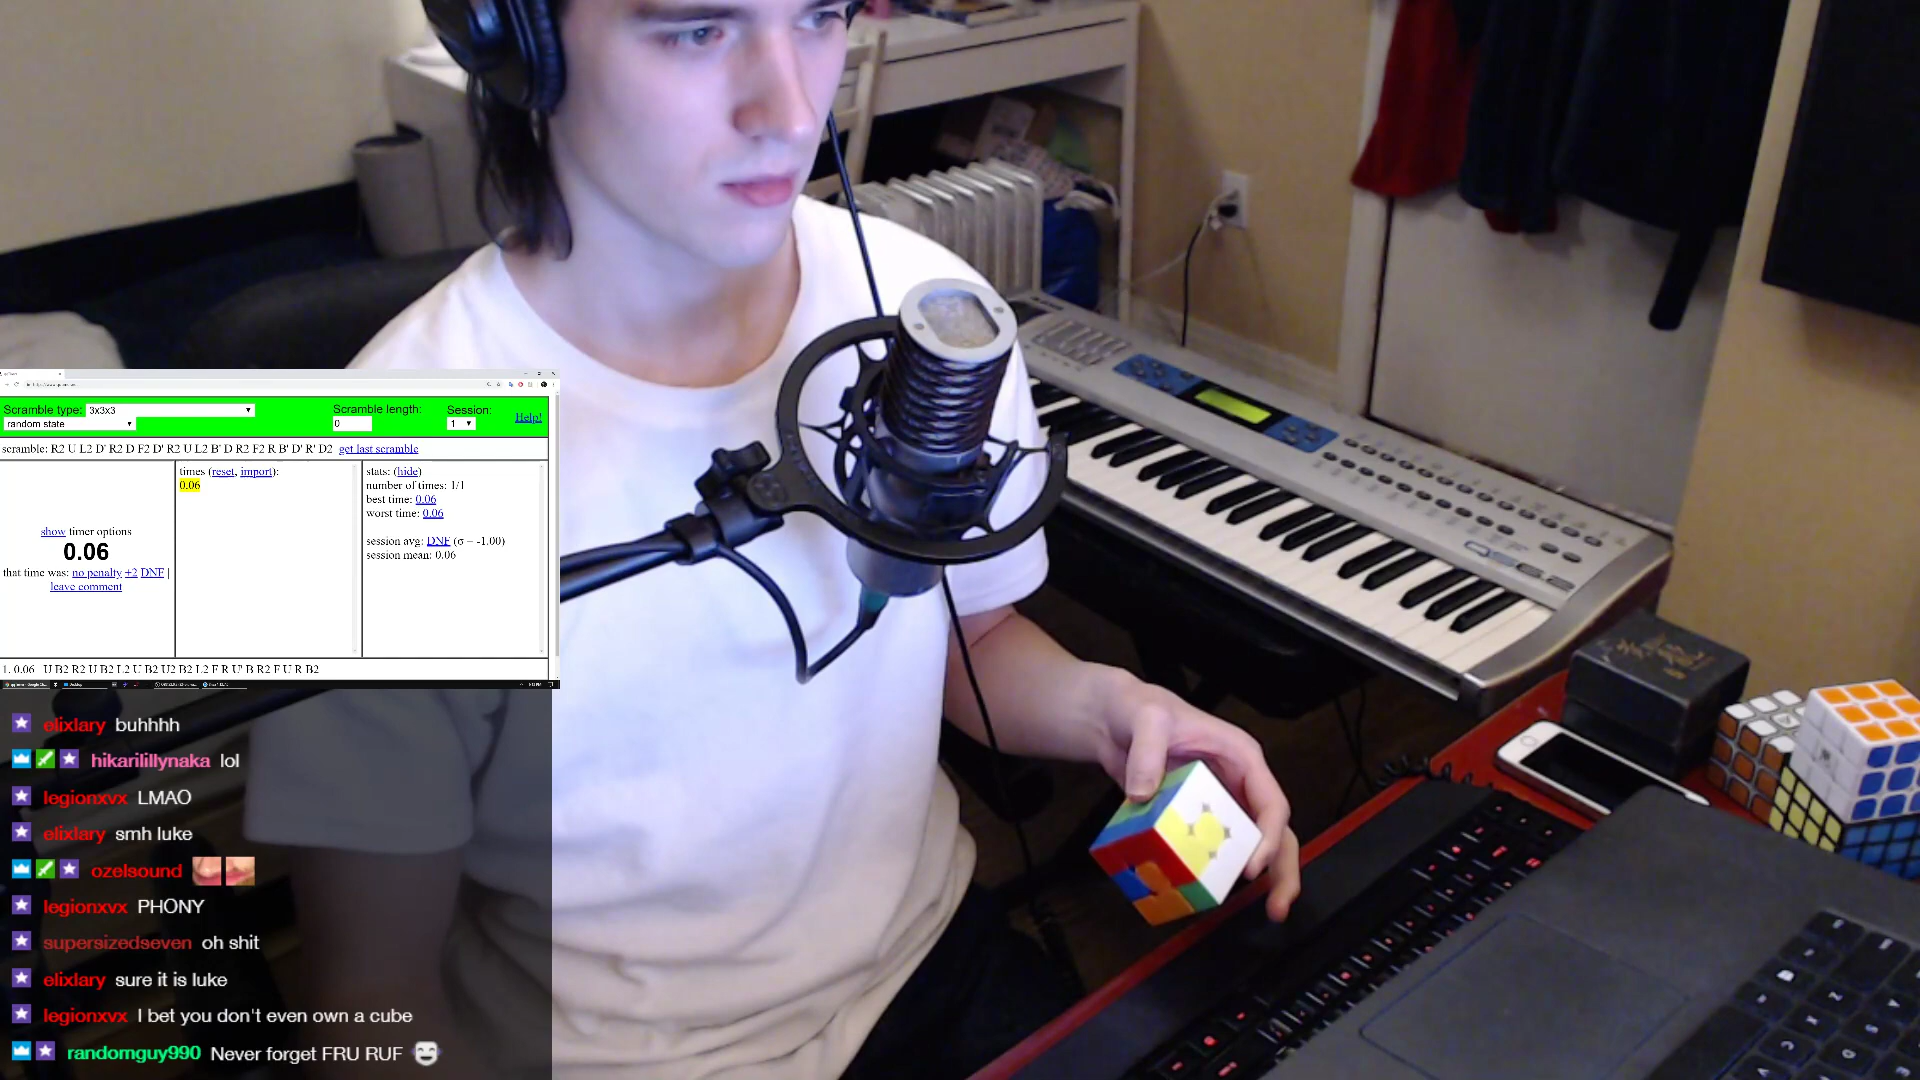 Scramble type: 3x3x3
random state
Scramble length:
0
Session:
1
Help!
scramble: R2 U L2 D' R2 D F2 D' R2 U L2 B' D R2 F2 R B' D' R' D2 get last scramble
show timer options
0.06
that time was: no penalty +2 DNF |
leave comment
times (reset, import):
0.06
stats: (hide)
number of times: 1/1
best time: 0.06
worst time: 0.06
session avg: DNF (σ = -1.00)
session mean: 0.06
1. 0.06 U B2 R2 U B2 L2 U B2 U2 B2 L2 F R U' B R2 F U R B2
elixlary buhhhh
hikarilillynaka lol
legionxvx LMAO
elixlary smh luke
ozelsound
legionxvx PHONY
supersizedseven oh shit
elixlary sure it is luke
legionxvx I bet you don't even own a cube
randomguy990 Never forget FRU RUF